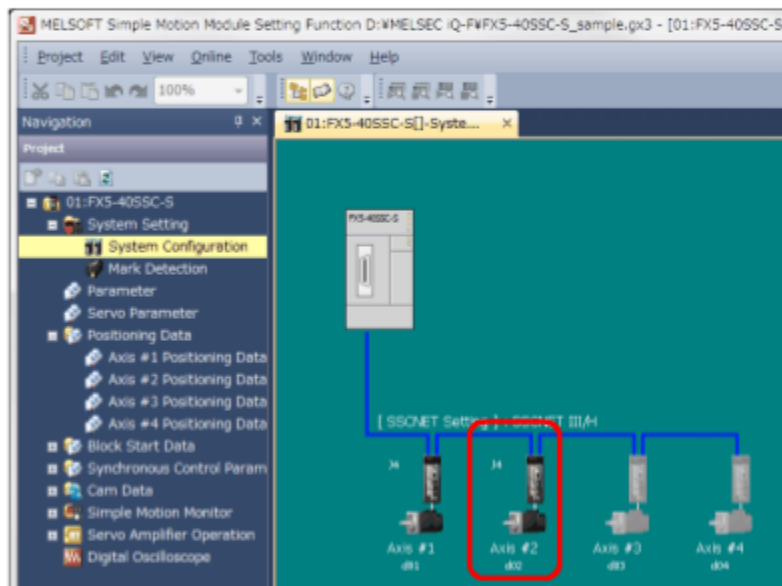 MELSOFT Simple Motion Module Setting Function D:¥MELSEC iQ-F¥FX5-40SSC-S_sample.gx3 - [01:FX5-40SSC-S
Project Edit View Online Tools Window Help
100%
Navigation
01:FX5-40SSC-S[]-Syste...
Project
01:FX5-40SSC-S
System Setting
System Configuration
Mark Detection
Parameter
Servo Parameter
Positioning Data
Axis #1 Positioning Data
Axis #2 Positioning Data
Axis #3 Positioning Data
Axis #4 Positioning Data
Block Start Data
Synchronous Control Param
Cam Data
Simple Motion Monitor
Servo Amplifier Operation
Digital Oscilloscope
FX5-40SSC-S
[ SSCNET Setting ] : SSCNET III/H
J4 J4
Axis #1 Axis #2 Axis #3 Axis #4
d01 d02 d03 d04